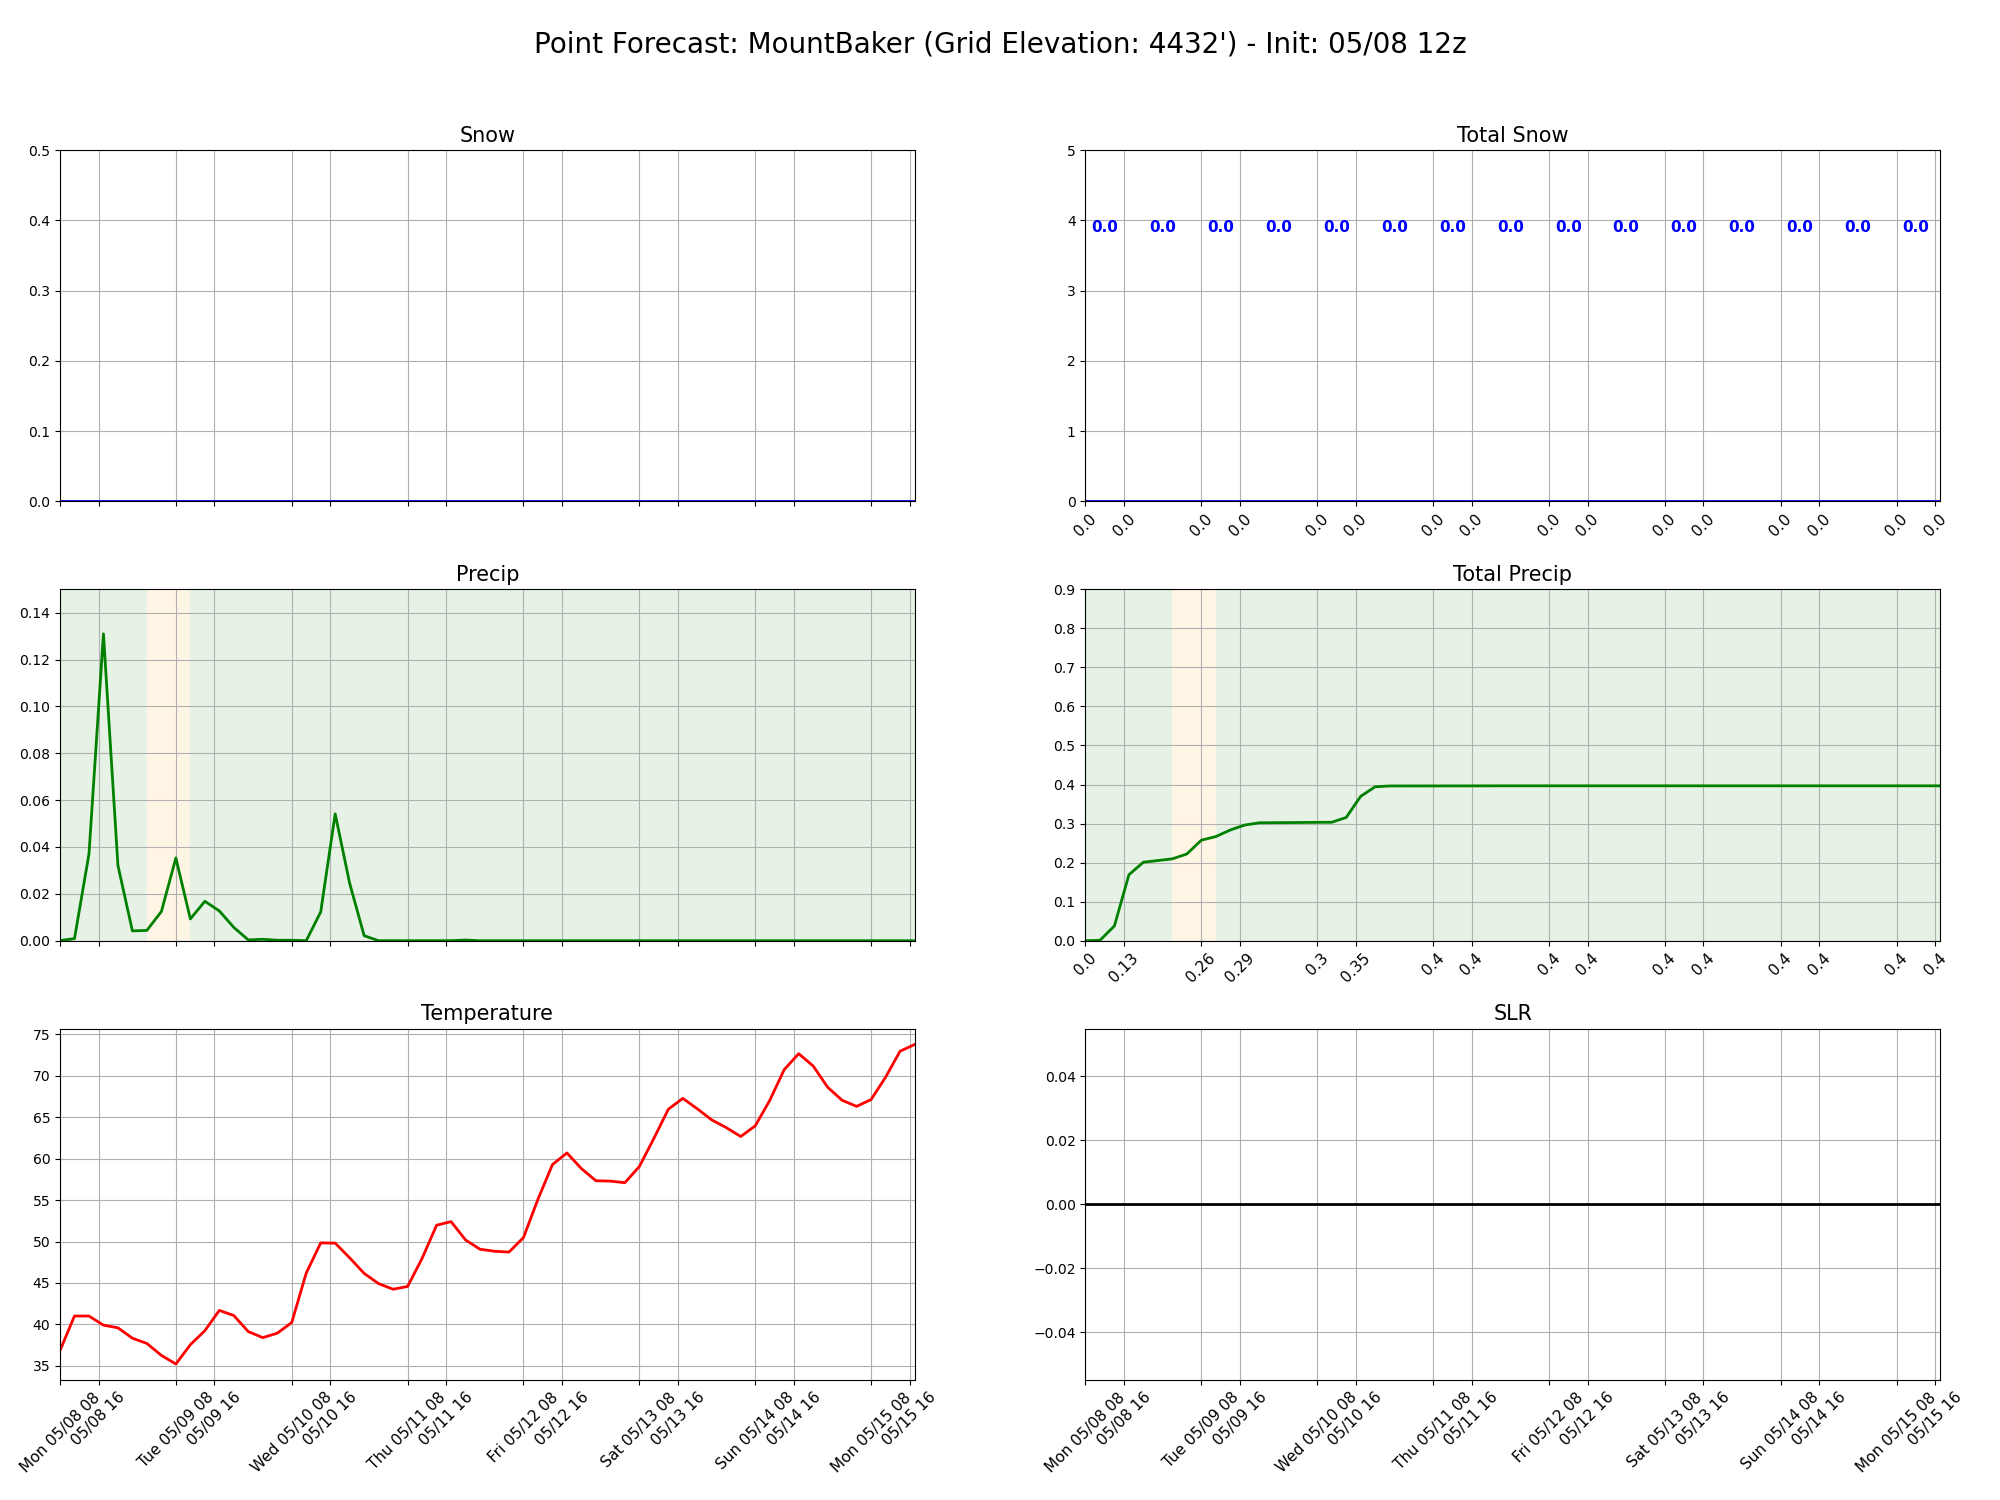 Point Forecast: MountBaker (Grid Elevation: 4432') - Init: 05/08 12z
Snow
0.5
0.4
0.3
0.2
0.1
0.0
Total Snow
5
4
3
2
1
0
0.0 0.0 0.0 0.0 0.0 0.0 0.0 0.0 0.0 0.0 0.0 0.0 0.0 0.0 0.0
0.0 0.0 0.0 0.0 0.0 0.0 0.0 0.0 0.0 0.0 0.0 0.0 0.0 0.0 0.0 0.0
Precip
0.14
0.12
0.10
0.08
0.06
0.04
0.02
0.00
Total Precip
0.9
0.8
0.7
0.6
0.5
0.4
0.3
0.2
0.1
0.0
0.0 0.13 0.26 0.29 0.3 0.35 0.4 0.4 0.4 0.4 0.4 0.4 0.4 0.4 0.4 0.4
Temperature
75
70
65
60
55
50
45
40
35
Mon 05/08 08
05/08 16
Tue 05/09 08
05/09 16
Wed 05/10 08
05/10 16
Thu 05/11 08
05/11 16
Fri 05/12 08
05/12 16
Sat 05/13 08
05/13 16
Sun 05/14 08
05/14 16
Mon 05/15 08
05/15 16
SLR
0.04
0.02
0.00
−0.02
−0.04
Mon 05/08 08
05/08 16
Tue 05/09 08
05/09 16
Wed 05/10 08
05/10 16
Thu 05/11 08
05/11 16
Fri 05/12 08
05/12 16
Sat 05/13 08
05/13 16
Sun 05/14 08
05/14 16
Mon 05/15 08
05/15 16